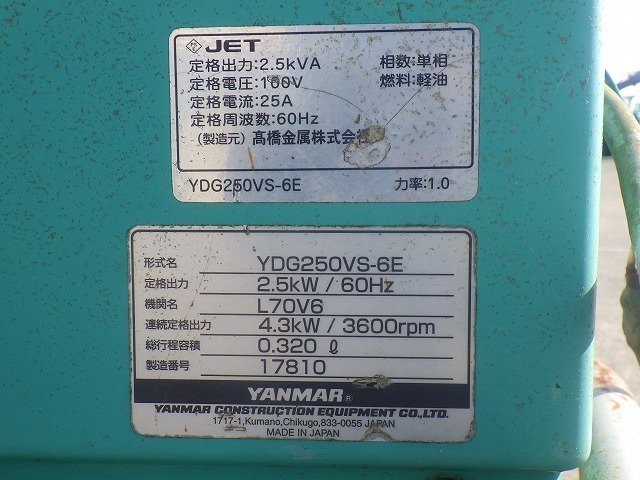 JET
定格出力:2.5kVA 相数:単相
定格電圧:100V 燃料:軽油
定格電流:25A
定格周波数:60Hz
(製造元)髙橋金属株式会
YDG250VS-6E 力率:1.0
形式名 YDG250VS-6E
定格出力 2.5kW / 60Hz
機関名 L70V6
連続定格出力 4.3kW / 3600rpm
総行程容積 0.320 ℓ
製造番号 17810
YANMAR®
YANMAR CONSTRUCTION EQUIPMENT CO.,LTD.
1717-1,Kumano,Chikugo,833-0055 JAPAN
MADE IN JAPAN